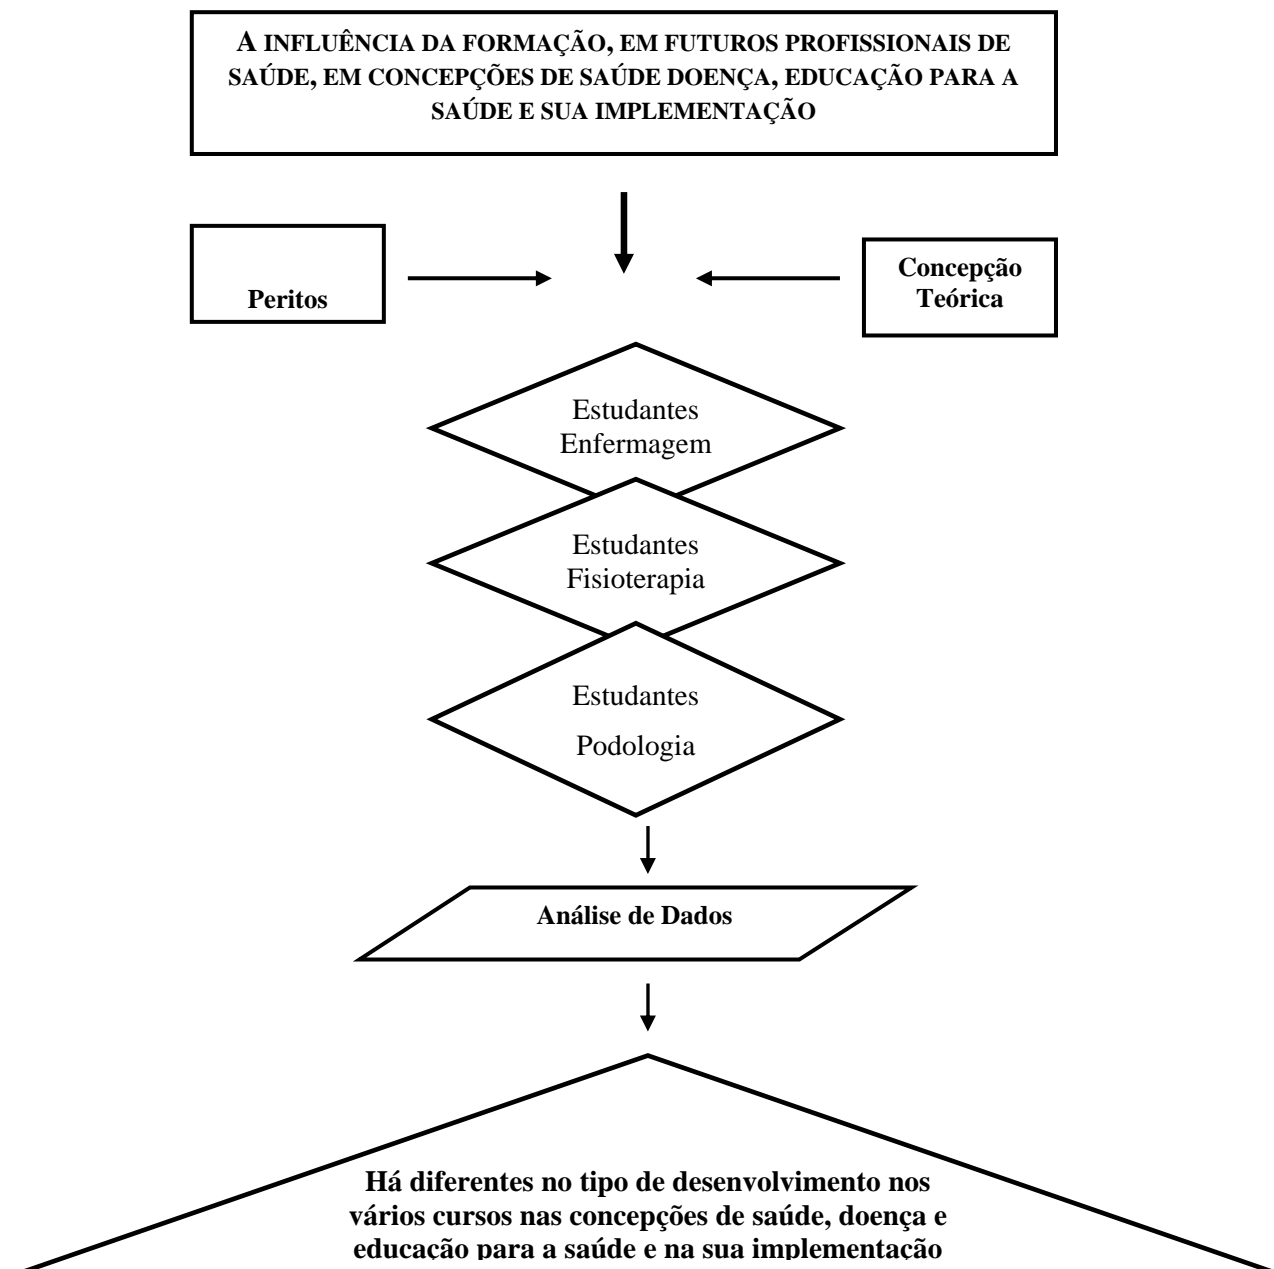 A INFLUÊNCIA DA FORMAÇÃO, EM FUTUROS PROFISSIONAIS DE
SAÚDE, EM CONCEPÇÕES DE SAÚDE DOENÇA, EDUCAÇÃO PARA A
SAÚDE E SUA IMPLEMENTAÇÃO
Peritos
Concepção
Teórica
Estudantes
Enfermagem
Estudantes
Fisioterapia
Estudantes
Podologia
Análise de Dados
Há diferentes no tipo de desenvolvimento nos
vários cursos nas concepções de saúde, doença e
educação para a saúde e na sua implementação